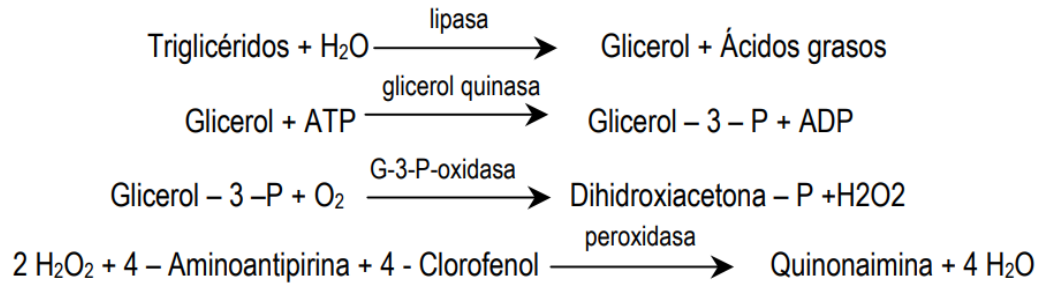 lipasa
Triglicéridos + H₂O ⟶ Glicerol + Ácidos grasos
glicerol quinasa
Glicerol + ATP ⟶ Glicerol – 3 – P + ADP
G-3-P-oxidasa
Glicerol – 3 –P + O₂ ⟶ Dihidroxiacetona – P +H2O2
peroxidasa
2 H₂O₂ + 4 – Aminoantipirina + 4 - Clorofenol ⟶ Quinonaimina + 4 H₂O